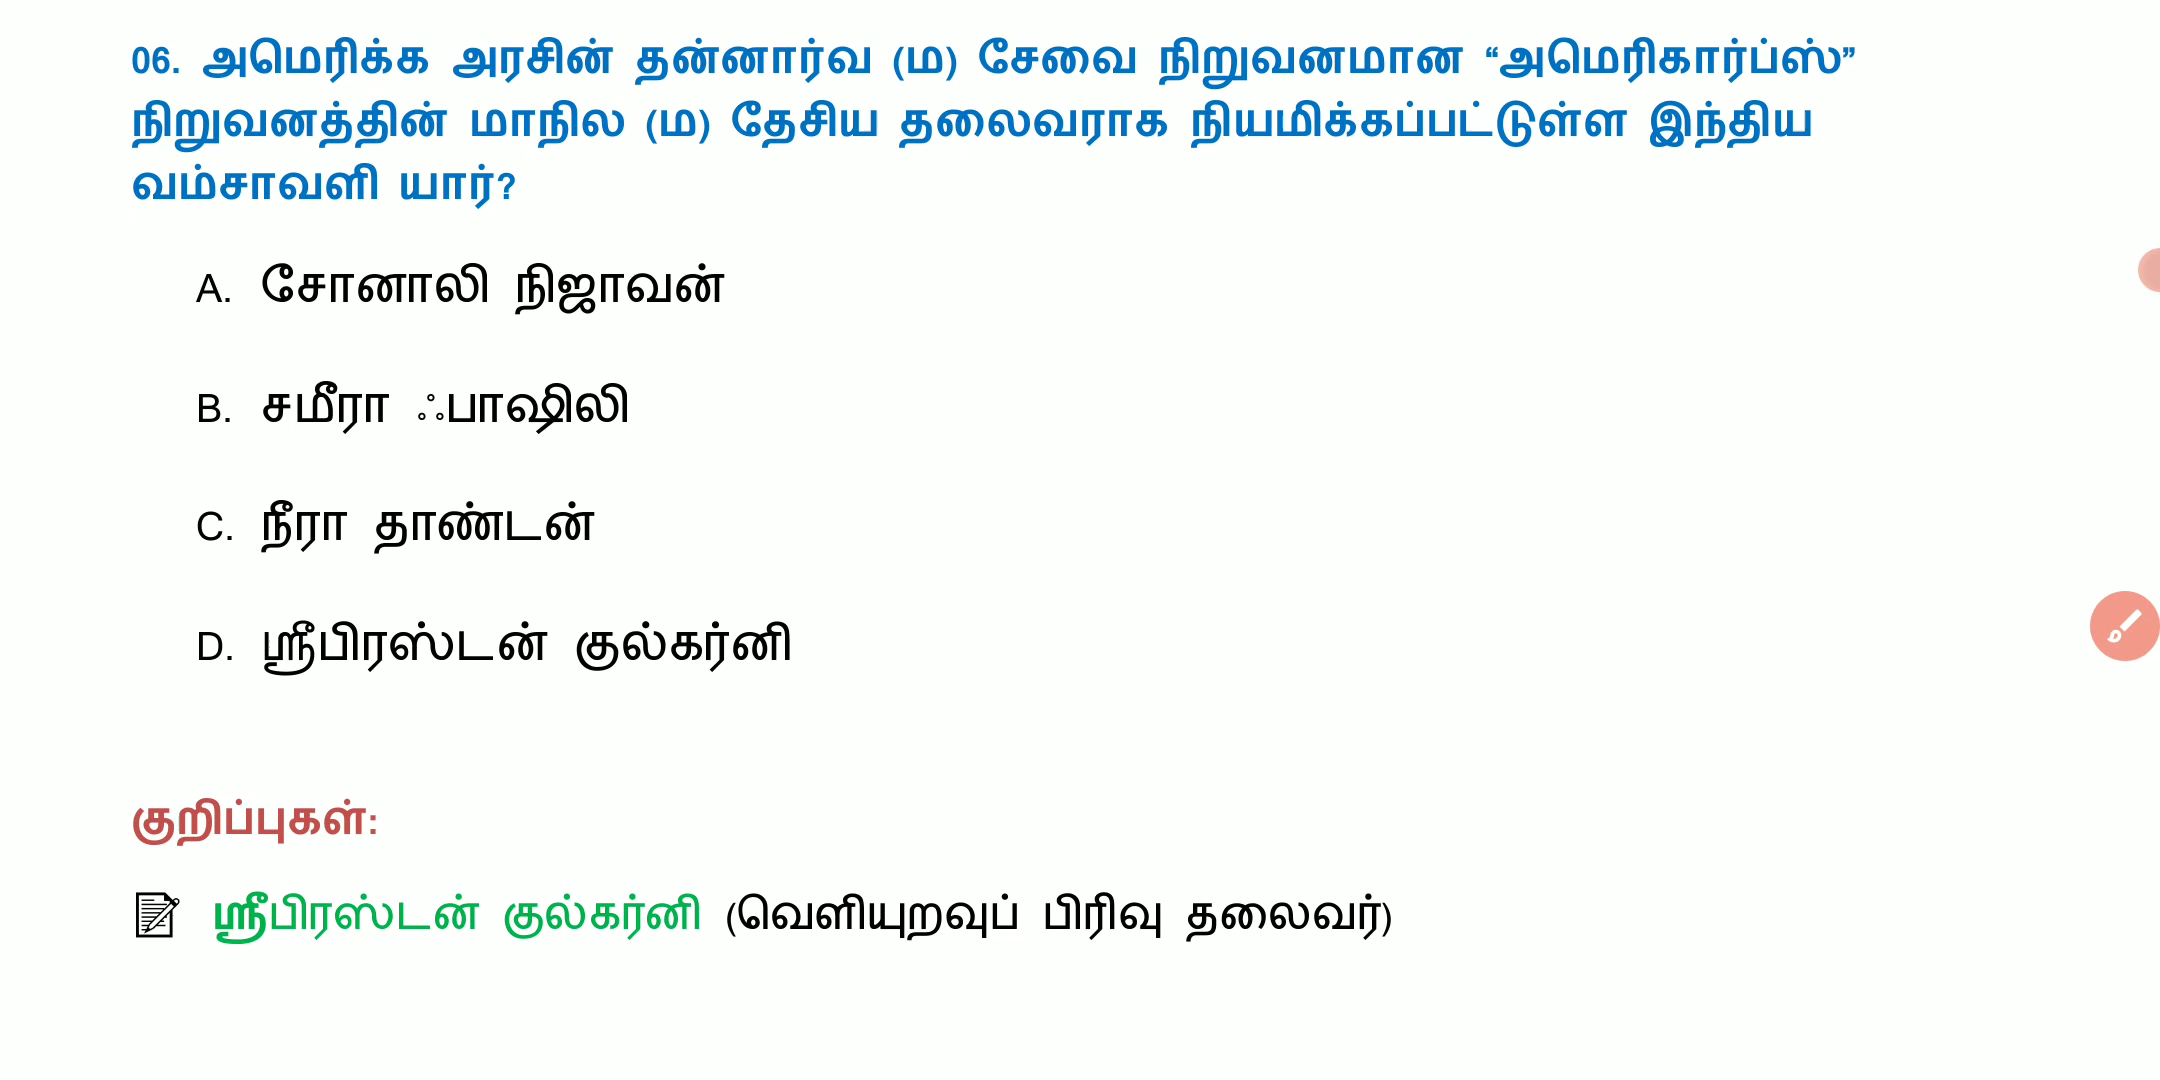 06. அமெரிக்க அரசின் தன்னார்வ (ம) சேவை நிறுவனமான “அமெரிகார்ப்ஸ்”
நிறுவனத்தின் மாநில (ம) தேசிய தலைவராக நியமிக்கப்பட்டுள்ள இந்திய
வம்சாவளி யார்?
A. சோனாலி நிஜாவன்
B. சமீரா ஃபாஷிலி
C. நீரா தாண்டன்
D. ஸ்ரீபிரஸ்டன் குல்கர்னி
குறிப்புகள்:
ஸ்ரீபிரஸ்டன் குல்கர்னி (வெளியுறவுப் பிரிவு தலைவர்)